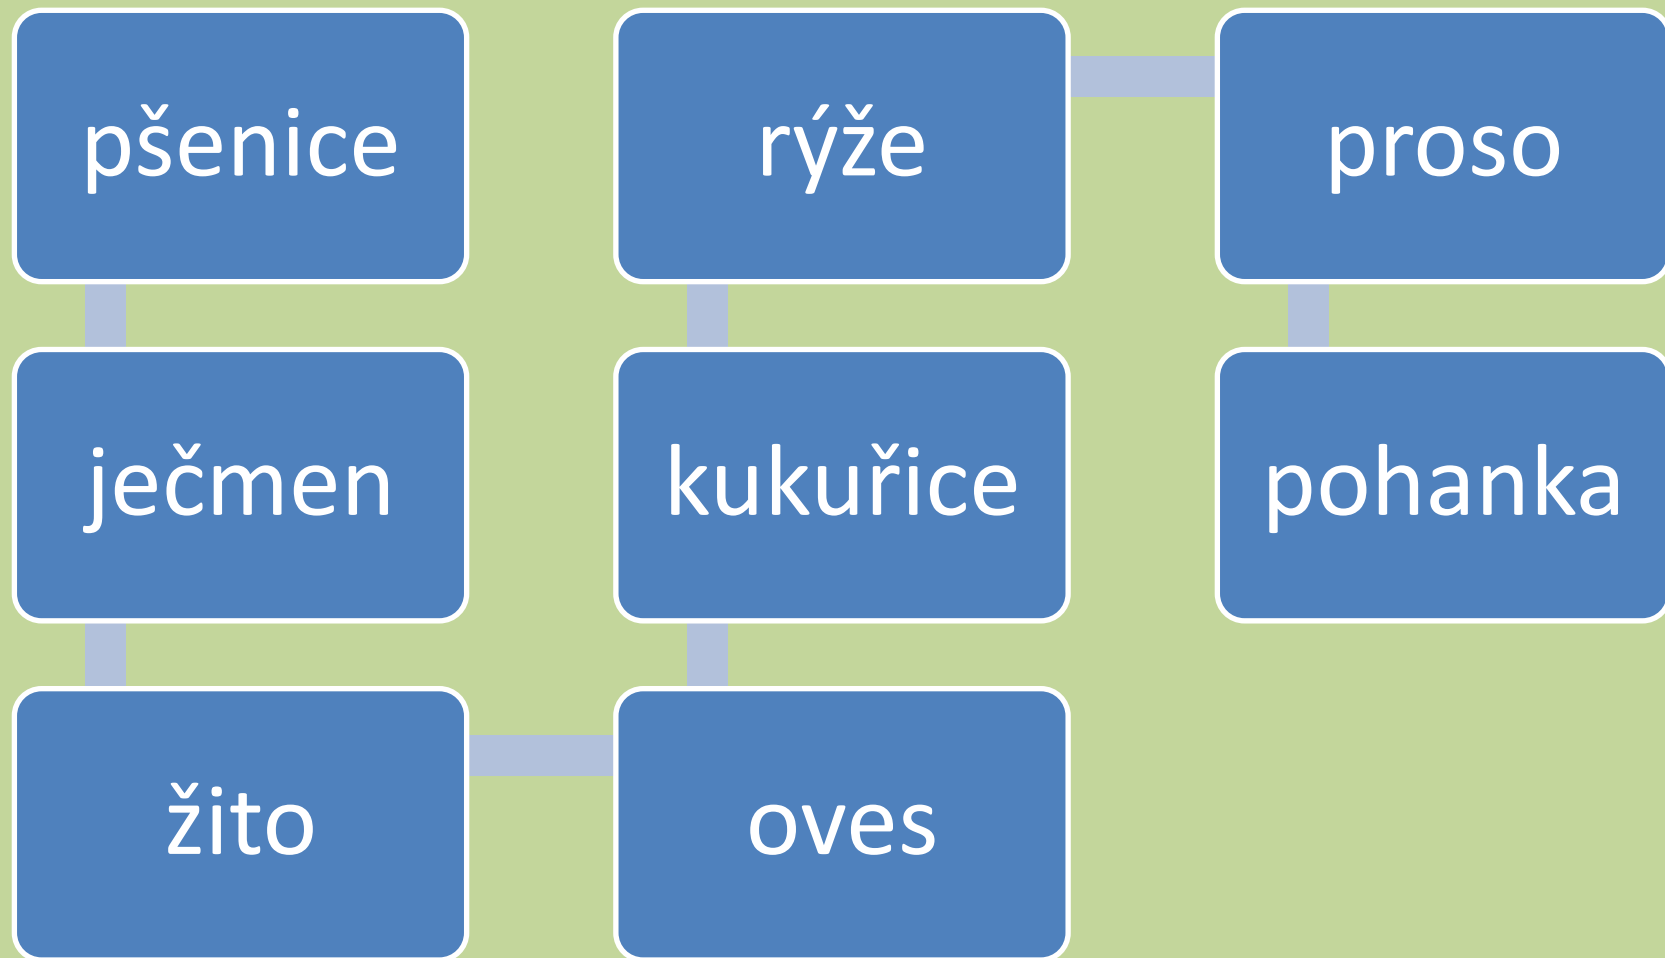 pšenice
ječmen
žito
oves
kukuřice
rýže
proso
pohanka